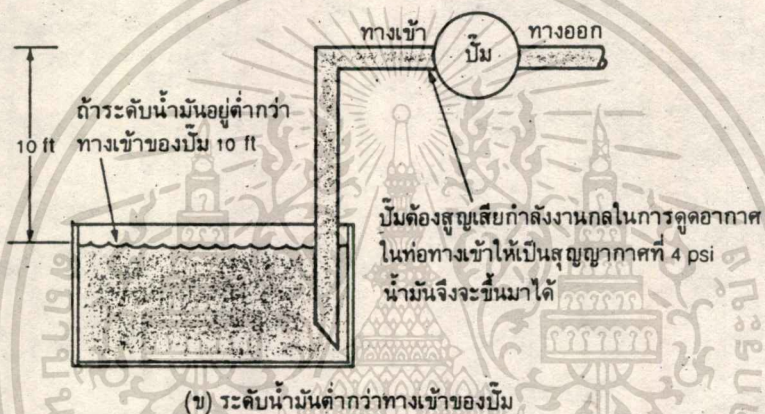 ทางเข้า
ปั๊ม
ทางออก
ถ้าระดับน้ำมันอยู่ต่ำกว่า
ทางเข้าของปั๊ม 10 ft
10 ft
ปั๊มต้องสูญเสียกำลังงานกลในการดูดอากาศ
ในท่อทางเข้าให้เป็นสุญญากาศที่ 4 psi
น้ำมันจึงจะขึ้นมาได้
(ข) ระดับน้ำมันต่ำกว่าทางเข้าของปั๊ม